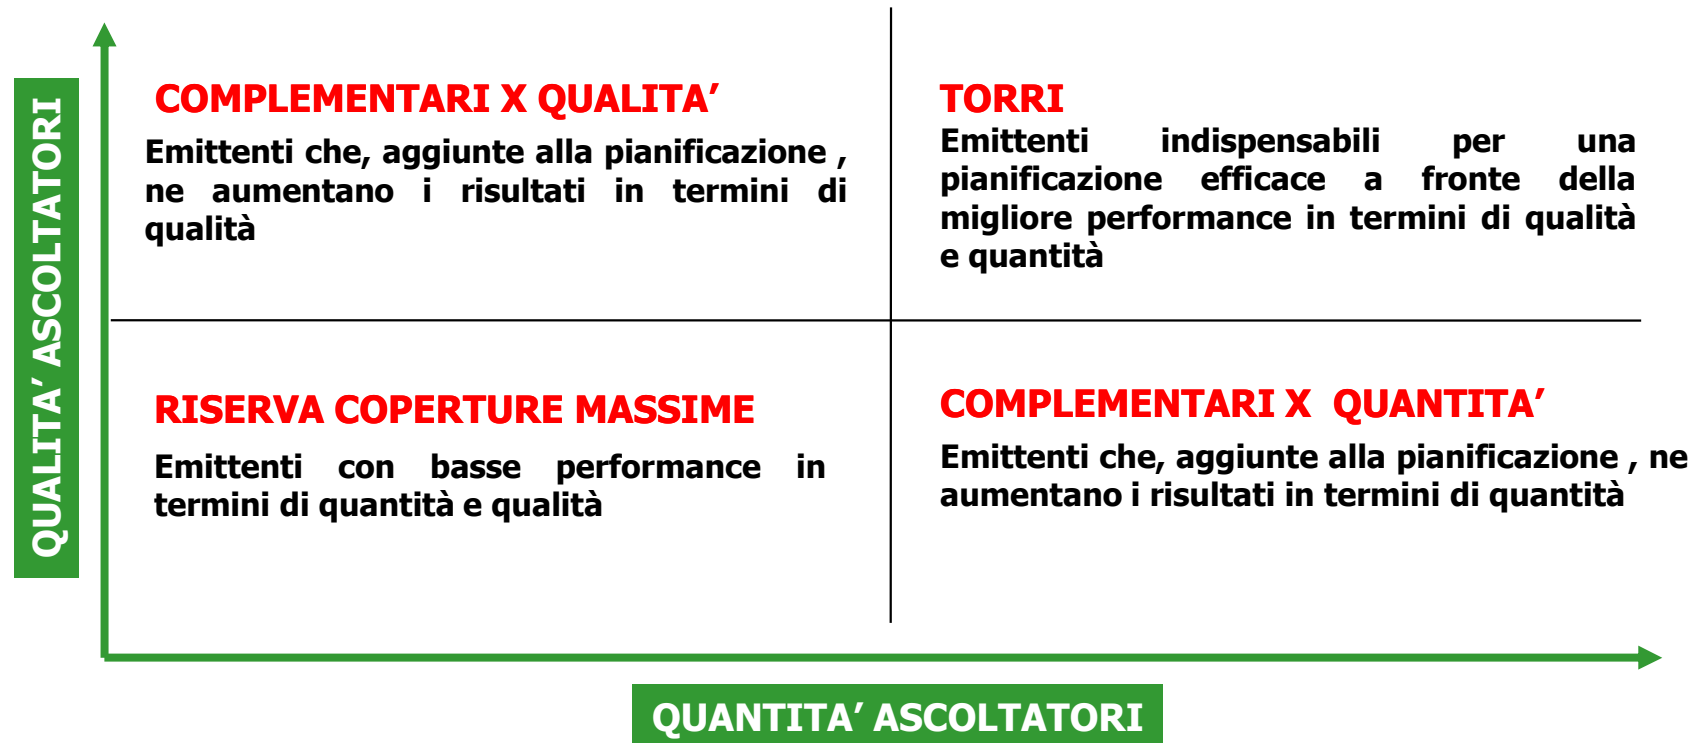 QUALITA’ ASCOLTATORI
COMPLEMENTARI X QUALITA’
Emittenti che, aggiunte alla pianificazione ,
ne aumentano i risultati in termini di
qualità
TORRI
Emittenti indispensabili per una
pianificazione efficace a fronte della
migliore performance in termini di qualità
e quantità
RISERVA COPERTURE MASSIME
Emittenti con basse performance in
termini di quantità e qualità
COMPLEMENTARI X QUANTITA’
Emittenti che, aggiunte alla pianificazione , ne
aumentano i risultati in termini di quantità
QUANTITA’ ASCOLTATORI